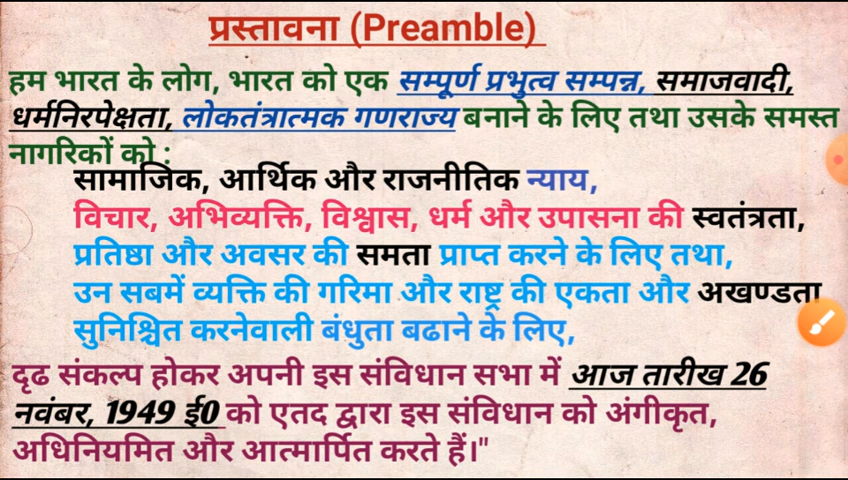 प्रस्तावना (Preamble)
हम भारत के लोग, भारत को एक सम्पूर्ण प्रभुत्व सम्पन्न, समाजवादी,
धर्मनिरपेक्षता, लोकतंत्रात्मक गणराज्य बनाने के लिए तथा उसके समस्त
नागरिकों को :
सामाजिक, आर्थिक और राजनीतिक न्याय,
विचार, अभिव्यक्ति, विश्वास, धर्म और उपासना की स्वतंत्रता,
प्रतिष्ठा और अवसर की समता प्राप्त करने के लिए तथा,
उन सबमें व्यक्ति की गरिमा और राष्ट्र की एकता और अखण्डता
सुनिश्चित करनेवाली बंधुता बढाने के लिए,
दृढ संकल्प होकर अपनी इस संविधान सभा में आज तारीख 26
नवंबर, 1949 ई0 को एतद द्वारा इस संविधान को अंगीकृत,
अधिनियमित और आत्मार्पित करते हैं।"